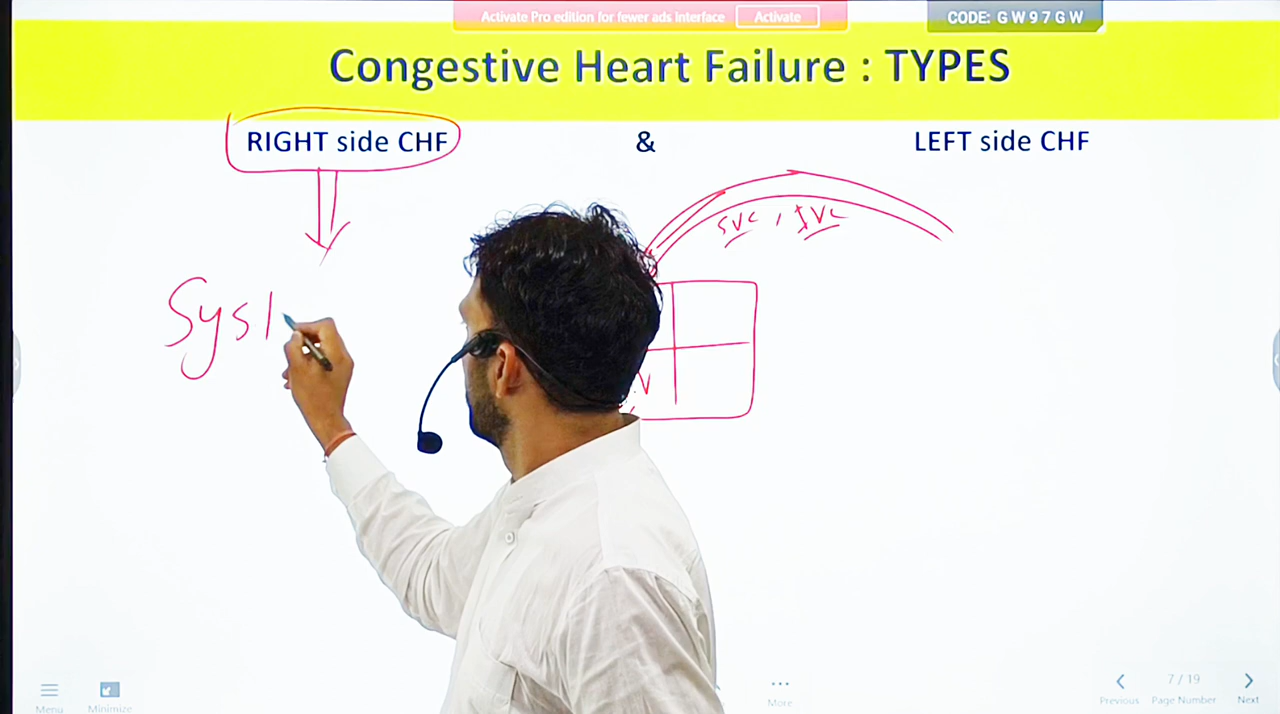 Activate Pro edition for fewer ads interface
Activate
CODE: G W 9 7 G W
Congestive Heart Failure : TYPES
RIGHT side CHF & LEFT side CHF
SVC , IVC
Sys
V
Menu
Minimize
More
Previous
7 / 19
Page Number
Next